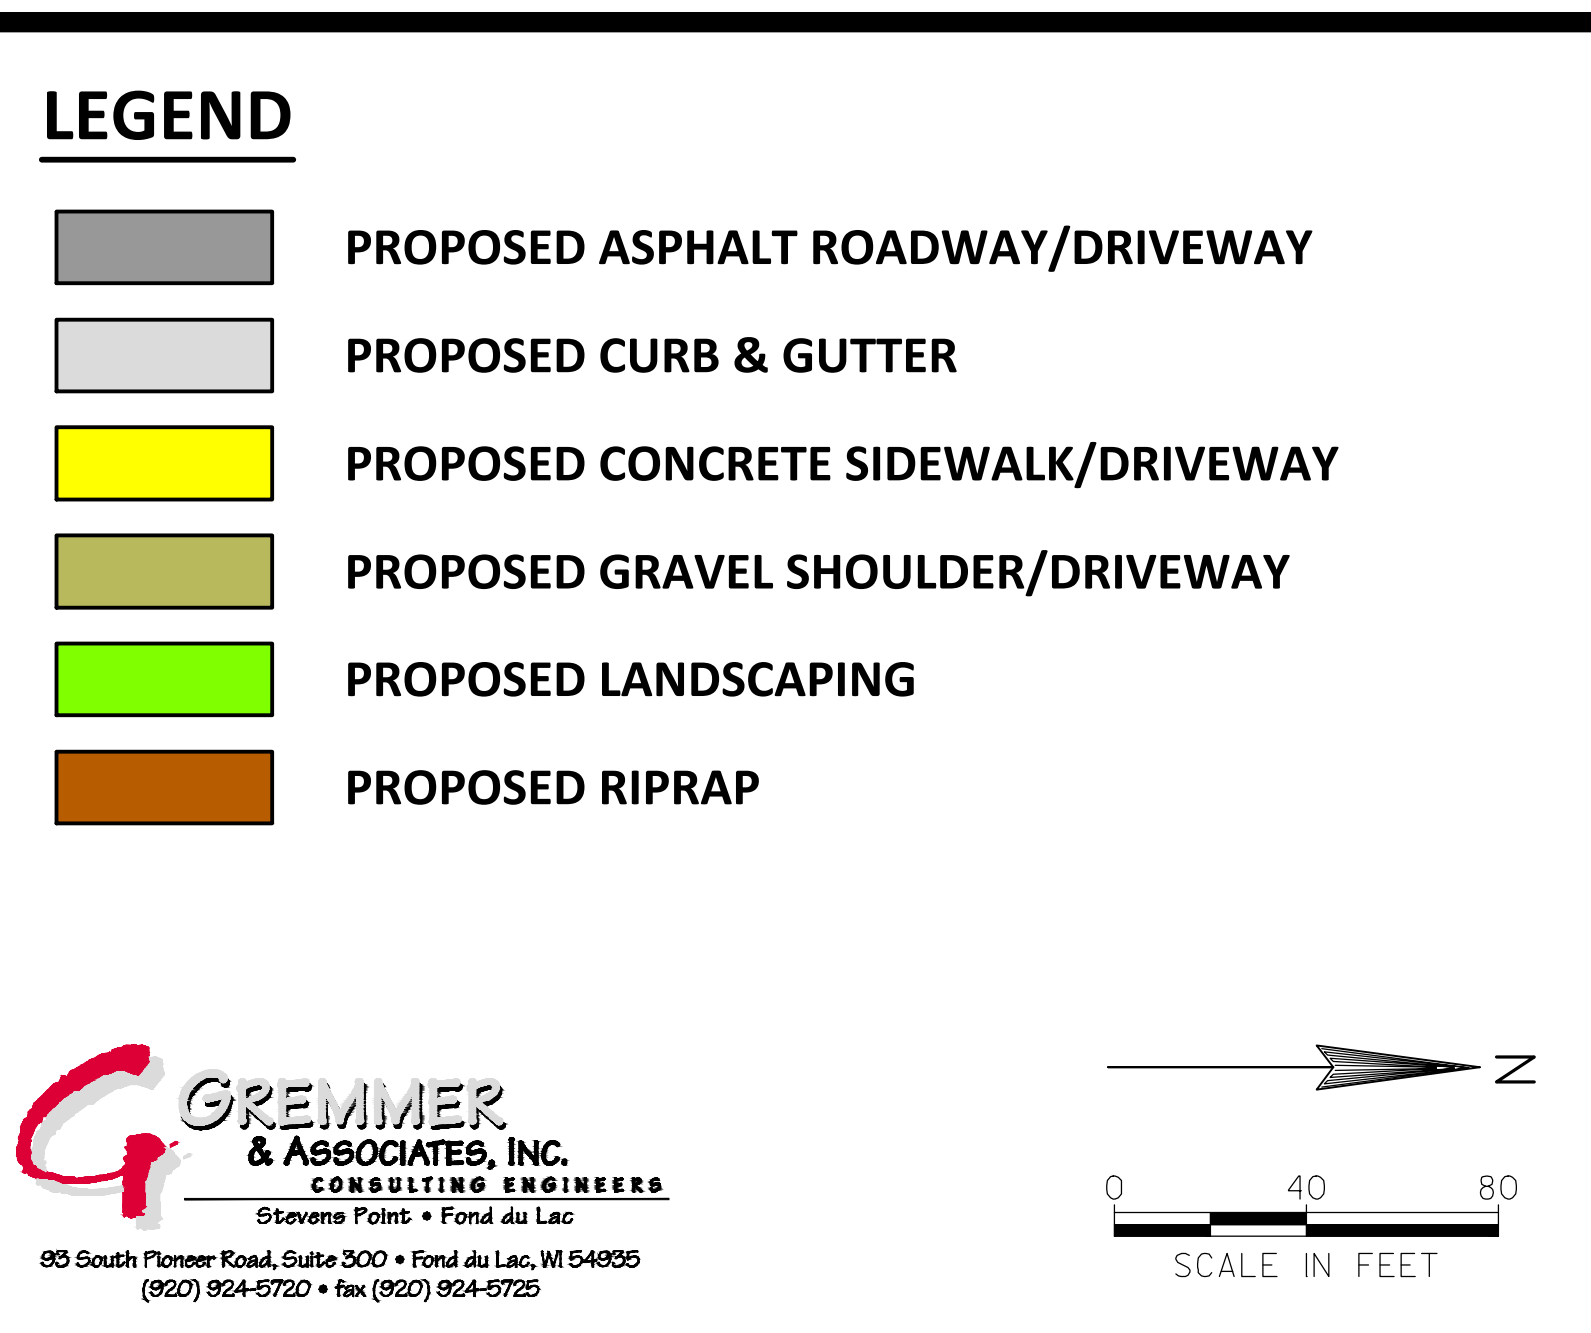 LEGEND
PROPOSED ASPHALT ROADWAY/DRIVEWAY
PROPOSED CURB & GUTTER
PROPOSED CONCRETE SIDEWALK/DRIVEWAY
PROPOSED GRAVEL SHOULDER/DRIVEWAY
PROPOSED LANDSCAPING
PROPOSED RIPRAP
G
GREMMER
& ASSOCIATES, INC.
CONSULTING ENGINEERS
Stevens Point • Fond du Lac
93 South Pioneer Road, Suite 300 • Fond du Lac, WI 54935
(920) 924-5720 • fax (920) 924-5725
N
0 40 80
SCALE IN FEET